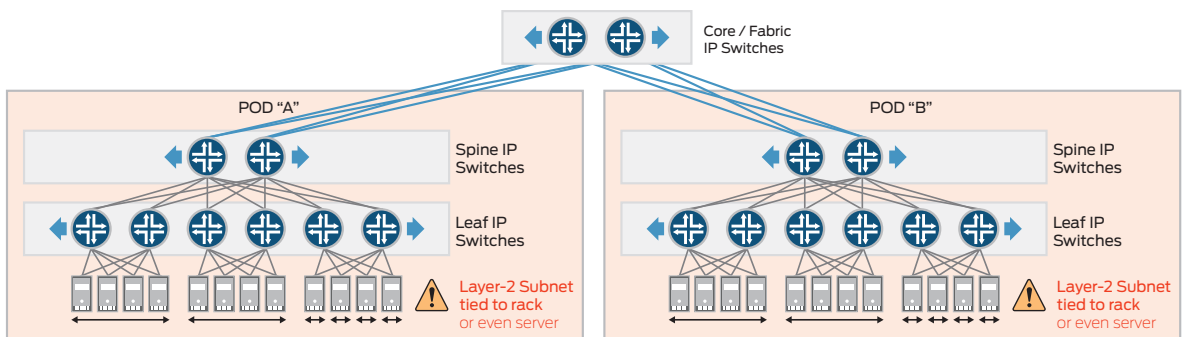 Core / Fabric
IP Switches
POD “A”
Spine IP
Switches
Leaf IP
Switches
Layer-2 Subnet
tied to rack
or even server
POD “B”
Spine IP
Switches
Leaf IP
Switches
Layer-2 Subnet
tied to rack
or even server